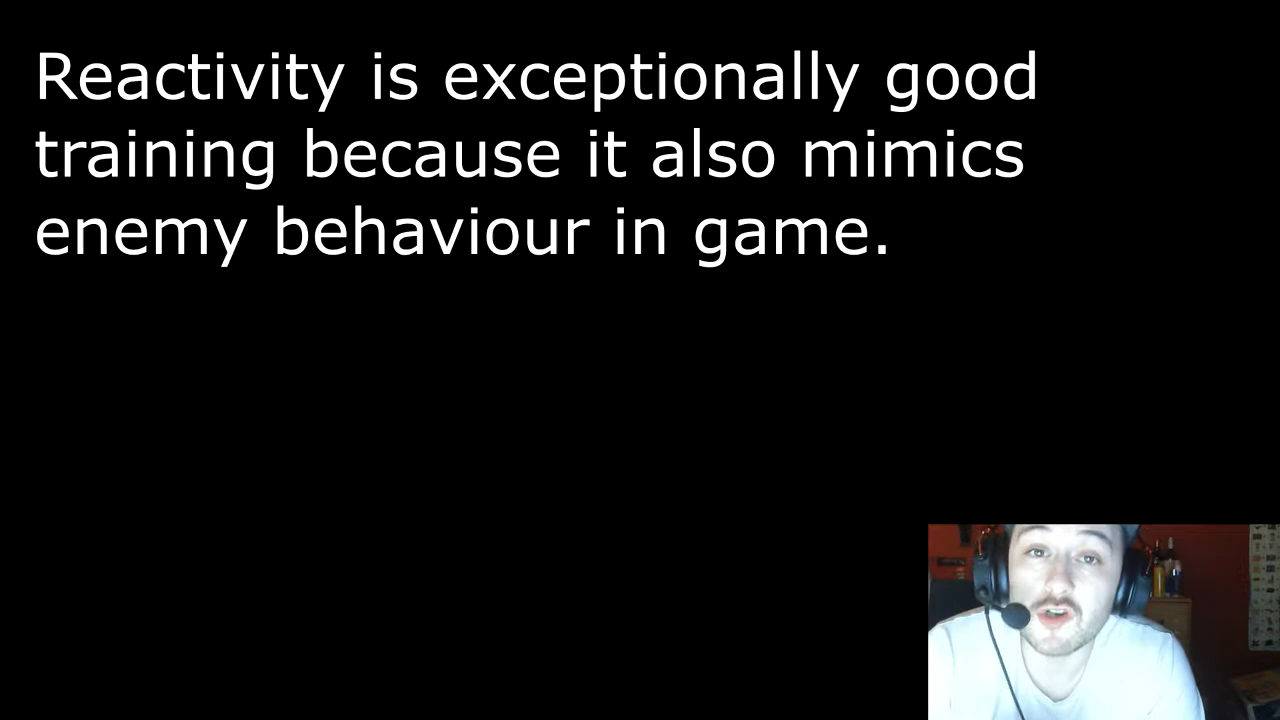 Reactivity is exceptionally good
training because it also mimics
enemy behaviour in game.